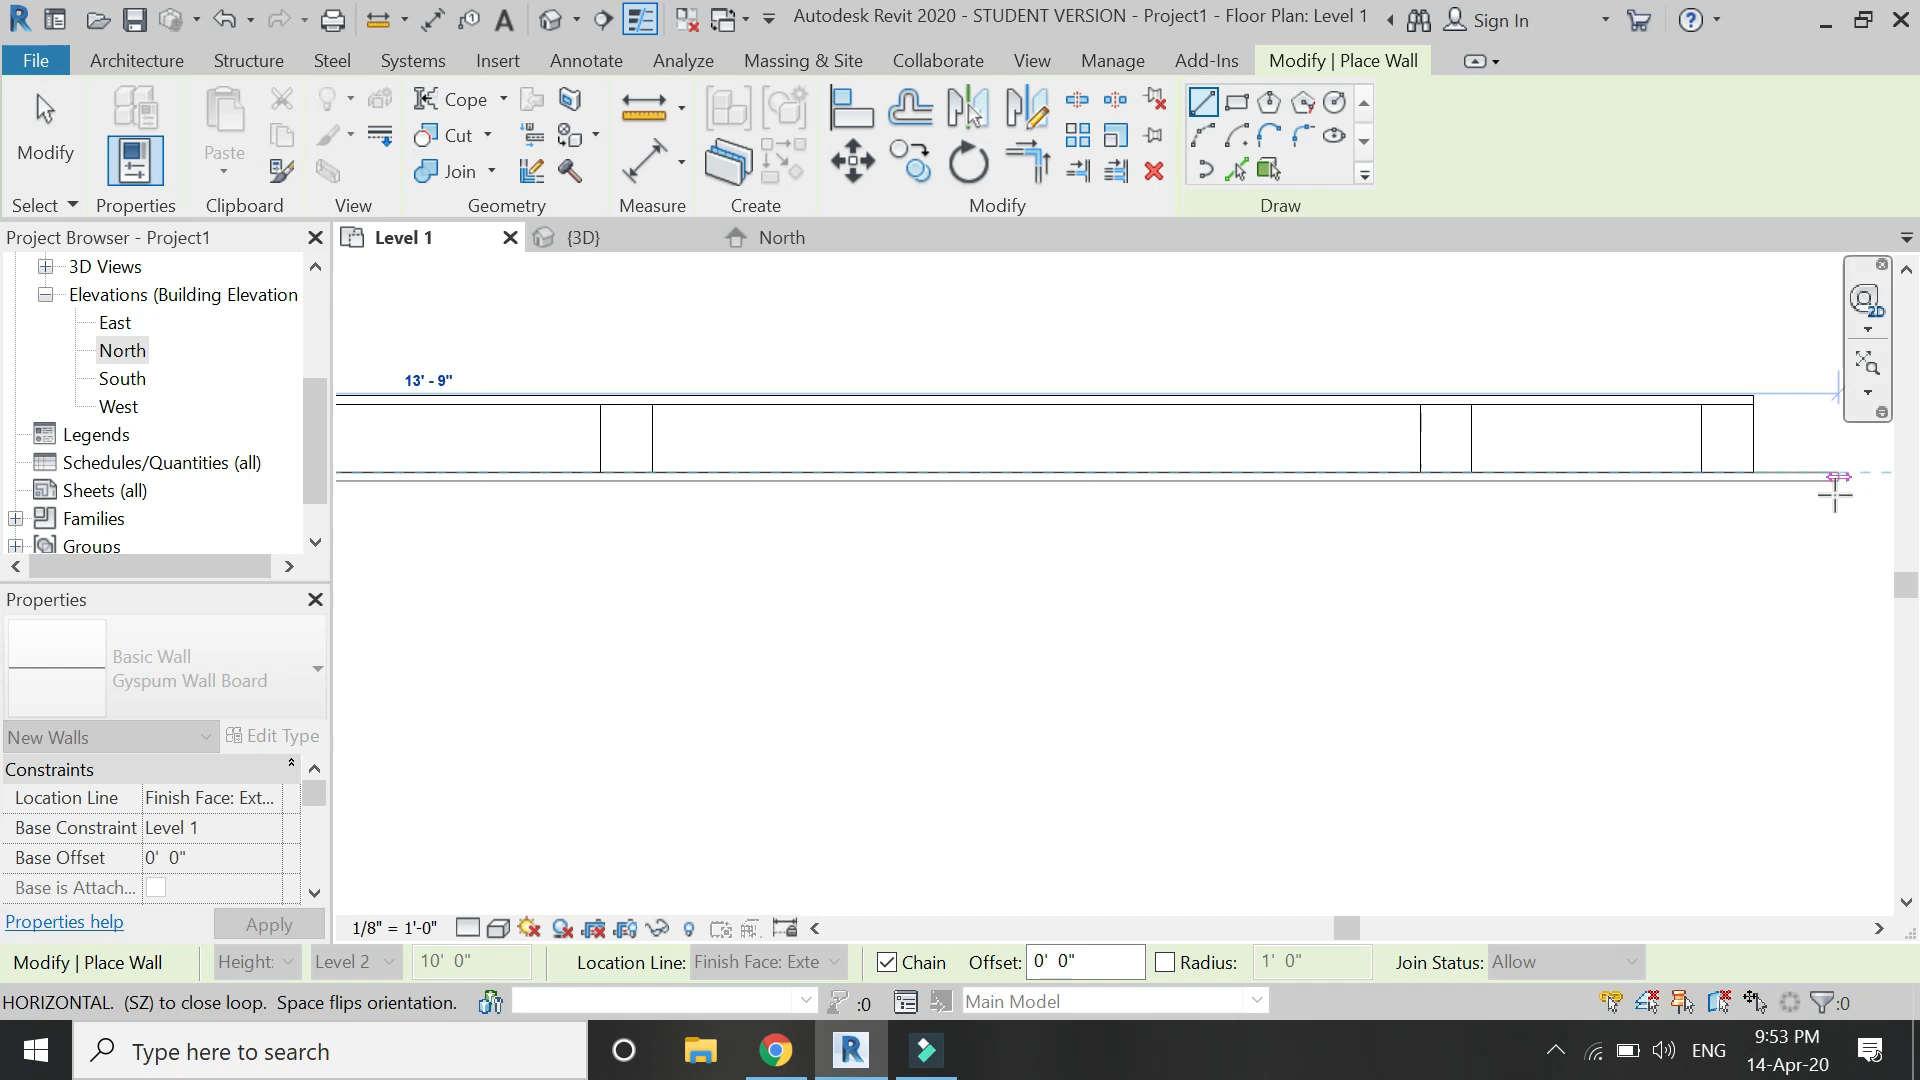 Autodesk Revit 2020 - STUDENT VERSION - Project1 - Floor Plan: Level 1
Sign In
File Architecture Structure Steel Systems Insert Annotate Analyze Massing & Site Collaborate View Manage Add-Ins Modify | Place Wall
Modify
Paste
Cope
Cut
Join
Select Properties Clipboard View Geometry Measure Create Modify Draw
Project Browser - Project1
Level 1
{3D}
North
3D Views
Elevations (Building Elevation
East
North
South
West
Legends
Schedules/Quantities (all)
Sheets (all)
Families
Groups
13' - 9"
2D
Properties
Basic Wall
Gyspum Wall Board
New Walls
Edit Type
Constraints
Location Line Finish Face: Ext...
Base Constraint Level 1
Base Offset 0' 0"
Base is Attach...
Properties help
Apply
1/8" = 1'-0"
Modify | Place Wall Height: Level 2 10' 0" Location Line: Finish Face: Exte Chain Offset: 0' 0" Radius: 1' 0" Join Status: Allow
HORIZONTAL. (SZ) to close loop. Space flips orientation.
:0
Main Model
:0
Type here to search
ENG
9:53 PM
14-Apr-20